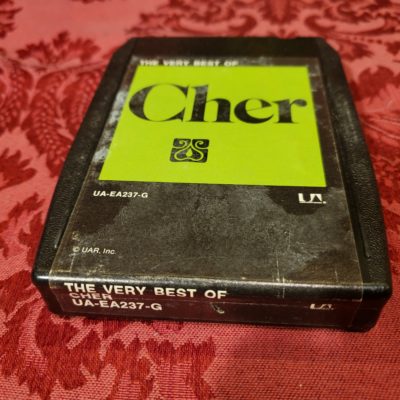 THE VERY BEST OF
Cher
UA-EA237-G
UA
© UAR, Inc
THE VERY BEST OF
CHER
UA-EA237-G
UA